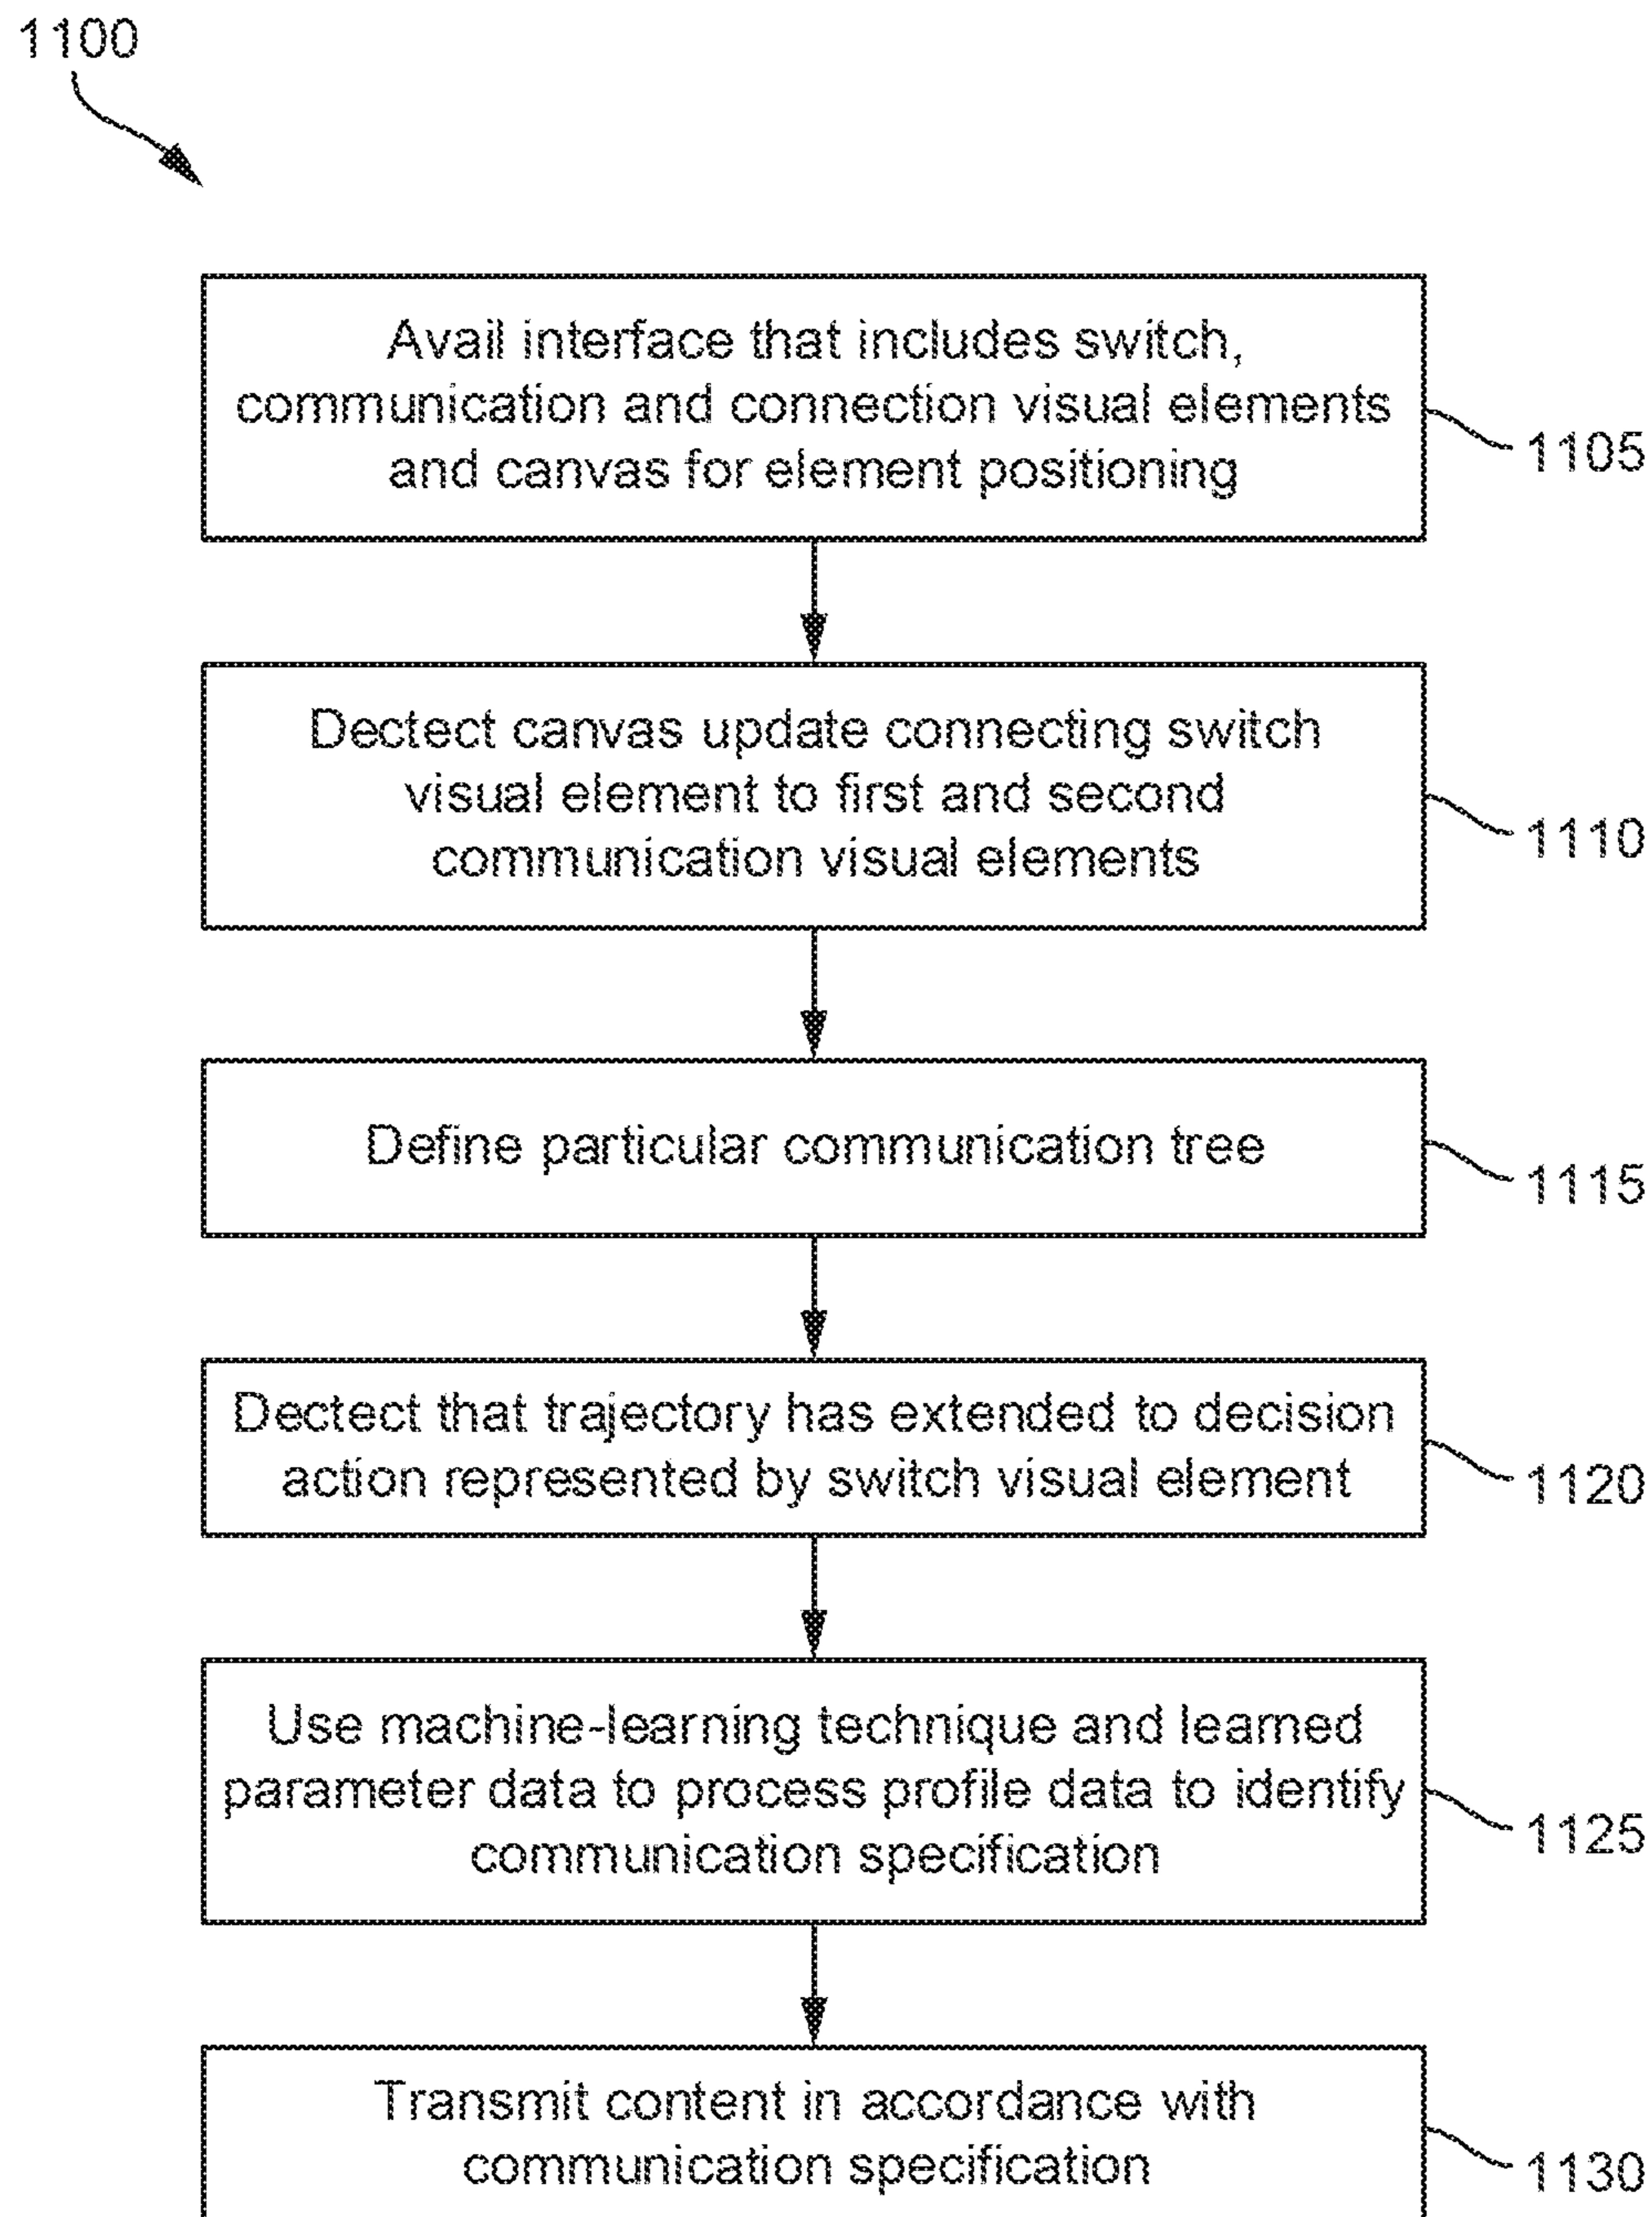 1100
Avail interface that includes switch,
communication and connection visual elements
and canvas for element positioning
1105
Dectect canvas update connecting switch
visual element to first and second
communication visual elements
1110
Define particular communication tree
1115
Dectect that trajectory has extended to decision
action represented by switch visual element
1120
Use machine-learning technique and learned
parameter data to process profile data to identify
communication specification
1125
Transmit content in accordance with
communication specification
1130